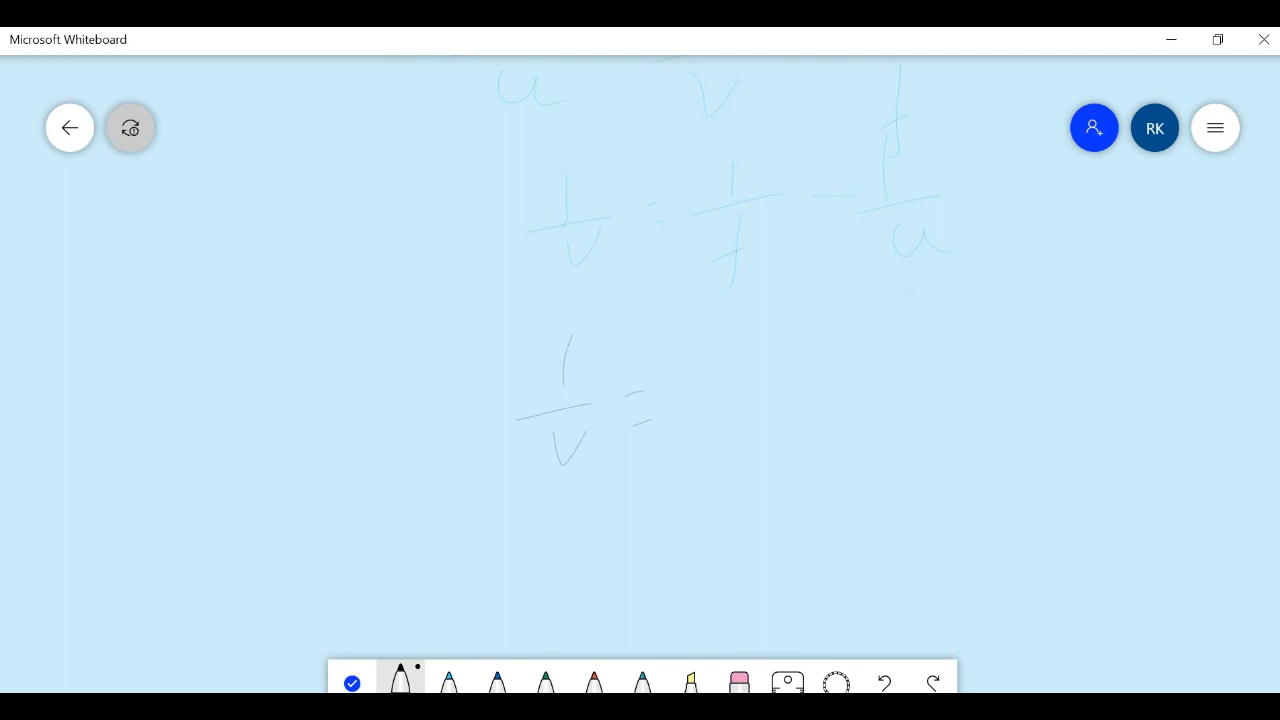 Microsoft Whiteboard
RK
u v f
1/v = 1/f - 1/u
1/v =